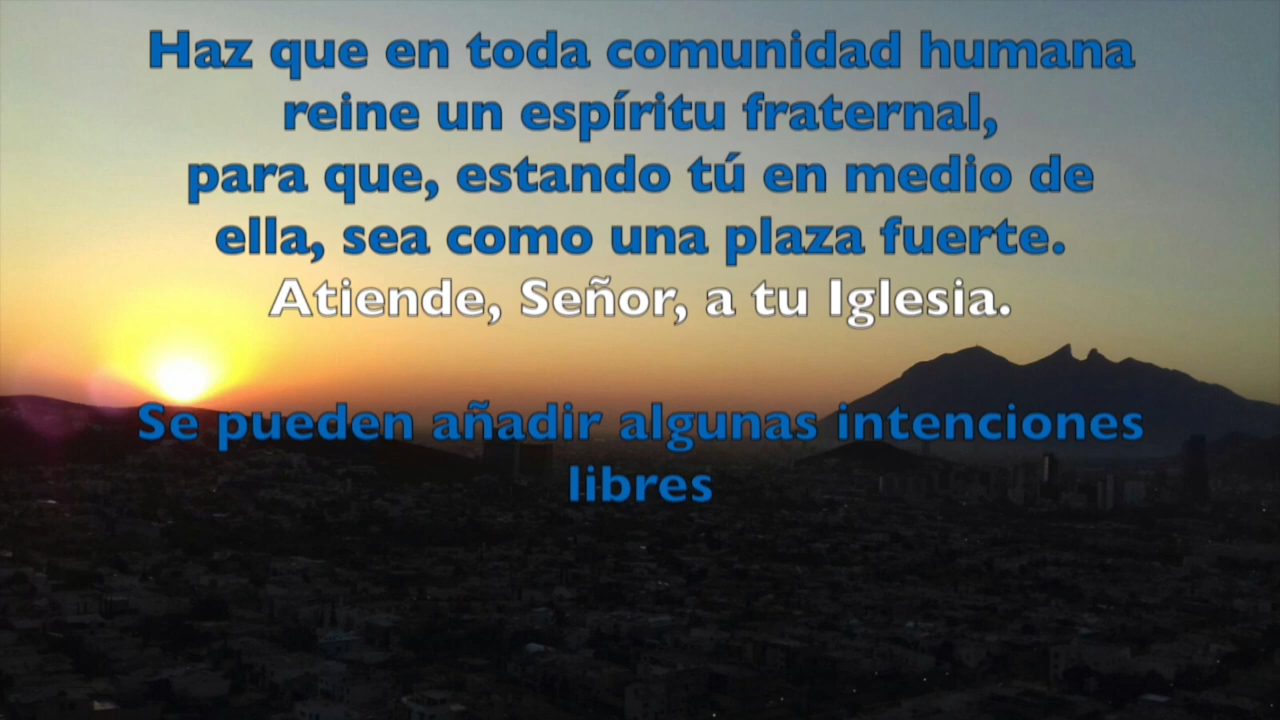 Haz que en toda comunidad humana
reine un espíritu fraternal,
para que, estando tú en medio de
ella, sea como una plaza fuerte.
Atiende, Señor, a tu Iglesia.
Se pueden añadir algunas intenciones
libres